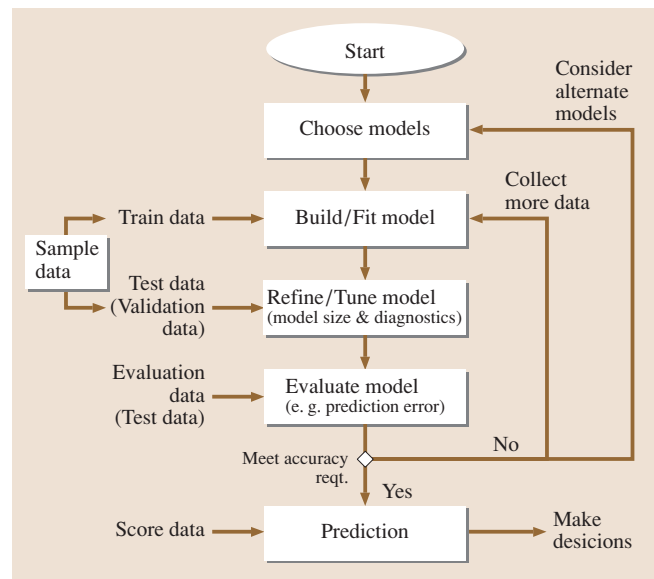 Start
Consider
alternate
models
Choose models
Collect
more data
Train data
Build/Fit model
Sample
data
Test data
(Validation
data)
Refine/Tune model
(model size & diagnostics)
Evaluation
data
(Test data)
Evaluate model
(e. g. prediction error)
No
Meet accuracy
reqt.
Yes
Score data
Prediction
Make
desicions